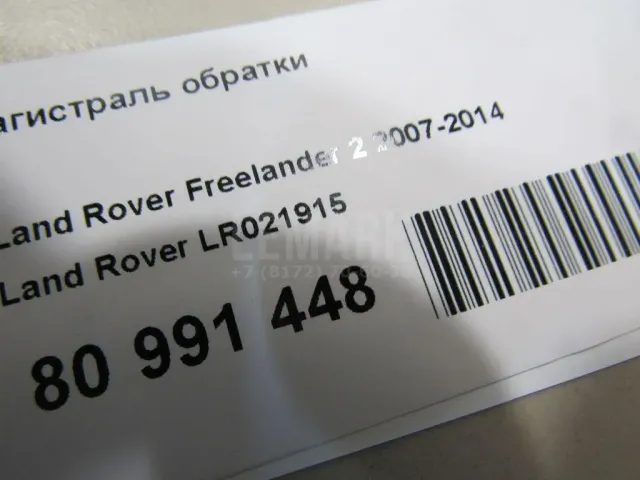 агистраль обратки
Land Rover Freelander 2 2007-2014
Land Rover LR021915
80 991 448